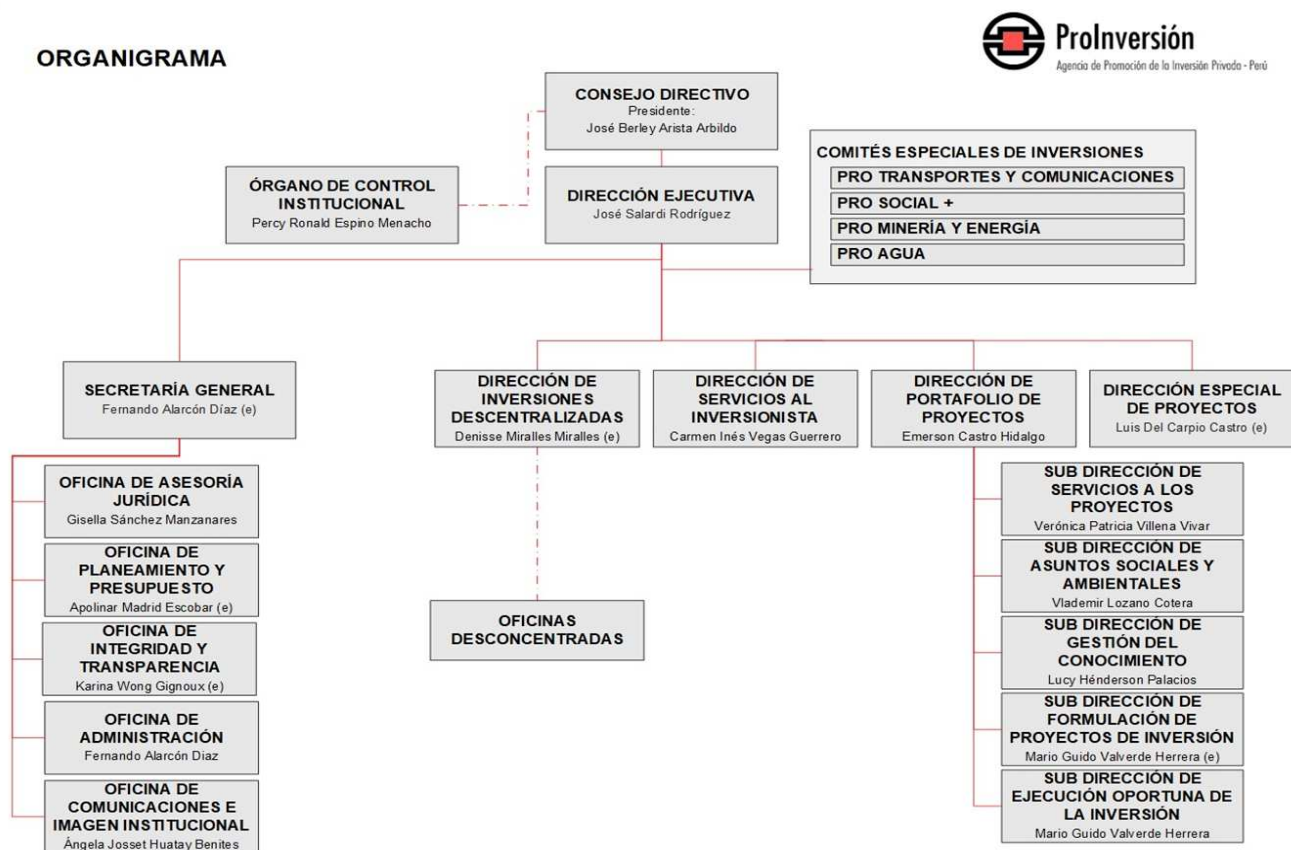 ORGANIGRAMA
ProInversión
Agencia de Promoción de la Inversión Privada - Perú
CONSEJO DIRECTIVO
Presidente:
José Berley Arista Arbildo
ÓRGANO DE CONTROL
INSTITUCIONAL
Percy Ronald Espino Menacho
DIRECCIÓN EJECUTIVA
José Salardi Rodríguez
COMITÉS ESPECIALES DE INVERSIONES
PRO TRANSPORTES Y COMUNICACIONES
PRO SOCIAL +
PRO MINERÍA Y ENERGÍA
PRO AGUA
SECRETARÍA GENERAL
Fernando Alarcón Díaz (e)
DIRECCIÓN DE
INVERSIONES
DESCENTRALIZADAS
Denisse Miralles Miralles (e)
DIRECCIÓN DE
SERVICIOS AL
INVERSIONISTA
Carmen Inés Vegas Guerrero
DIRECCIÓN DE
PORTAFOLIO DE
PROYECTOS
Emerson Castro Hidalgo
DIRECCIÓN ESPECIAL
DE PROYECTOS
Luis Del Carpio Castro (e)
OFICINA DE ASESORÍA
JURÍDICA
Gisella Sánchez Manzanares
OFICINA DE
PLANEAMIENTO Y
PRESUPUESTO
Apolinar Madrid Escobar (e)
OFICINA DE
INTEGRIDAD Y
TRANSPARENCIA
Karina Wong Gignoux (e)
OFICINA DE
ADMINISTRACIÓN
Fernando Alarcón Diaz
OFICINA DE
COMUNICACIONES E
IMAGEN INSTITUCIONAL
Ángela Josset Huatay Benites
OFICINAS
DESCONCENTRADAS
SUB DIRECCIÓN DE
SERVICIOS A LOS
PROYECTOS
Verónica Patricia Villena Vivar
SUB DIRECCIÓN DE
ASUNTOS SOCIALES Y
AMBIENTALES
Vlademir Lozano Cotera
SUB DIRECCIÓN DE
GESTIÓN DEL
CONOCIMIENTO
Lucy Hénderson Palacios
SUB DIRECCIÓN DE
FORMULACIÓN DE
PROYECTOS DE INVERSIÓN
Mario Guido Valverde Herrera (e)
SUB DIRECCIÓN DE
EJECUCIÓN OPORTUNA DE
LA INVERSIÓN
Mario Guido Valverde Herrera